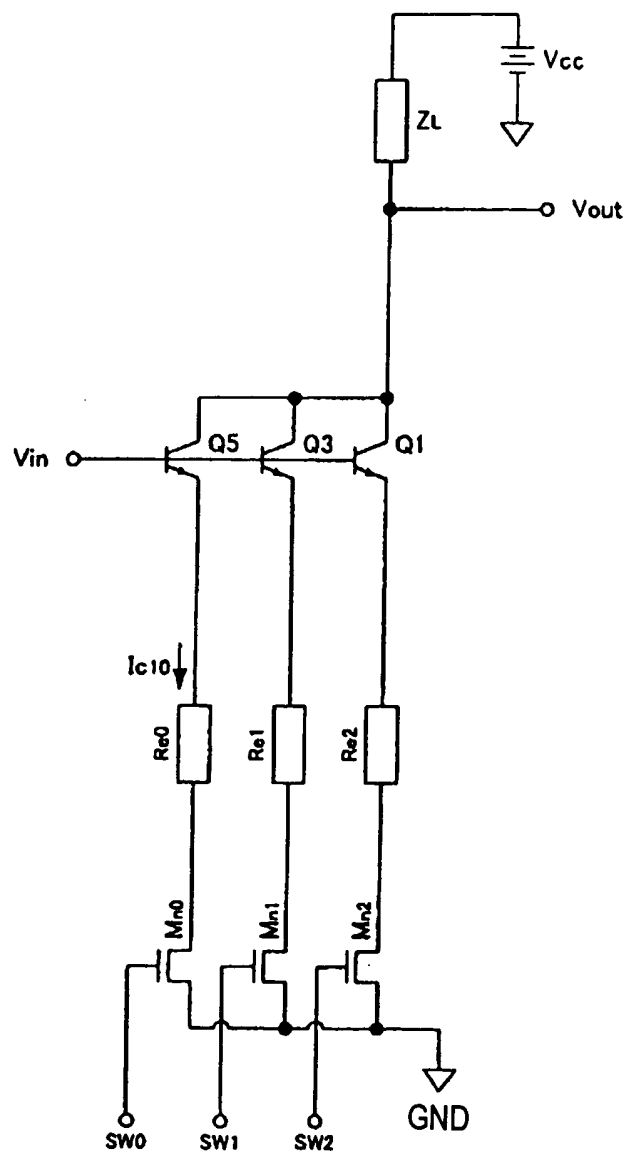 Vcc
ZL
Vout
Q5
Q3
Q1
Vin
Ic10
Re0
Re1
Re2
Mn0
Mn1
Mn2
GND
SW0
SW1
SW2